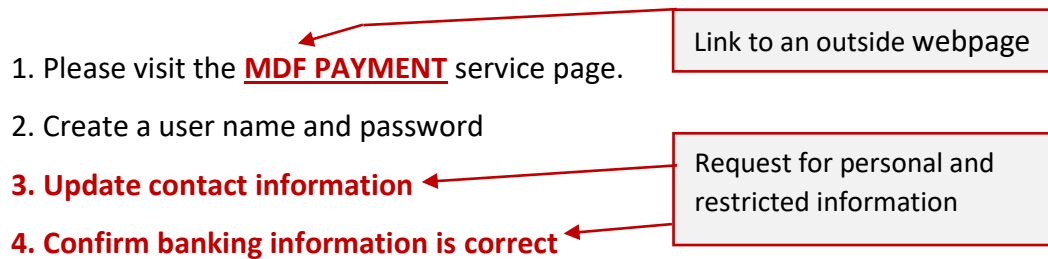 Link to an outside webpage
1. Please visit the MDF PAYMENT service page.
2. Create a user name and password
3. Update contact information
Request for personal and
restricted information
4. Confirm banking information is correct